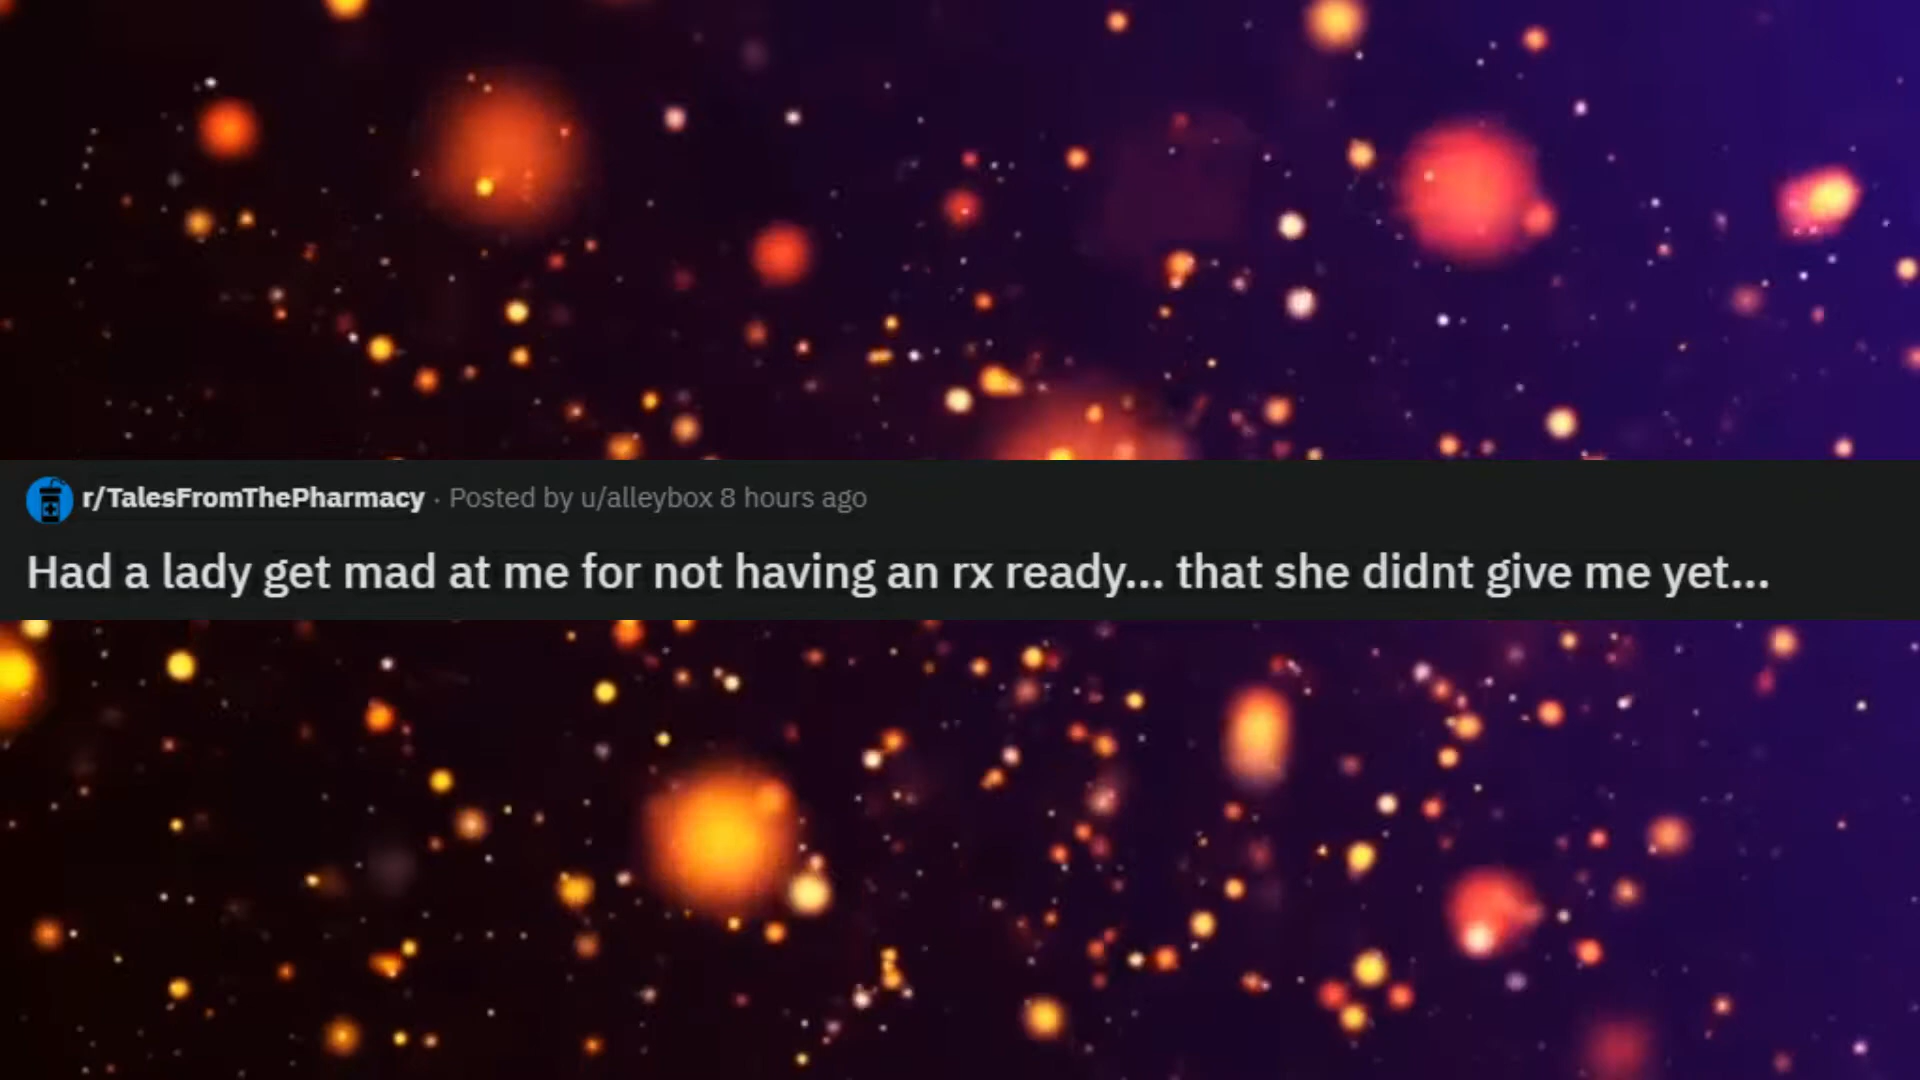 r/TalesFromThePharmacy · Posted by u/alleybox 8 hours ago
Had a lady get mad at me for not having an rx ready... that she didnt give me yet...